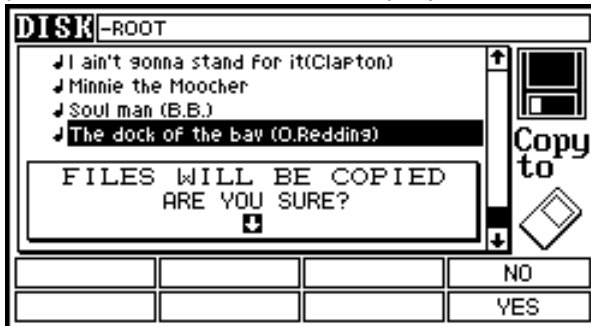 DISK -ROOT
I ain't gonna stand for it(Clapton)
Minnie the Moocher
Soul man (B.B.)
The dock of the bay (O.Redding)
Copy
to
FILES WILL BE COPIED
ARE YOU SURE?
NO
YES